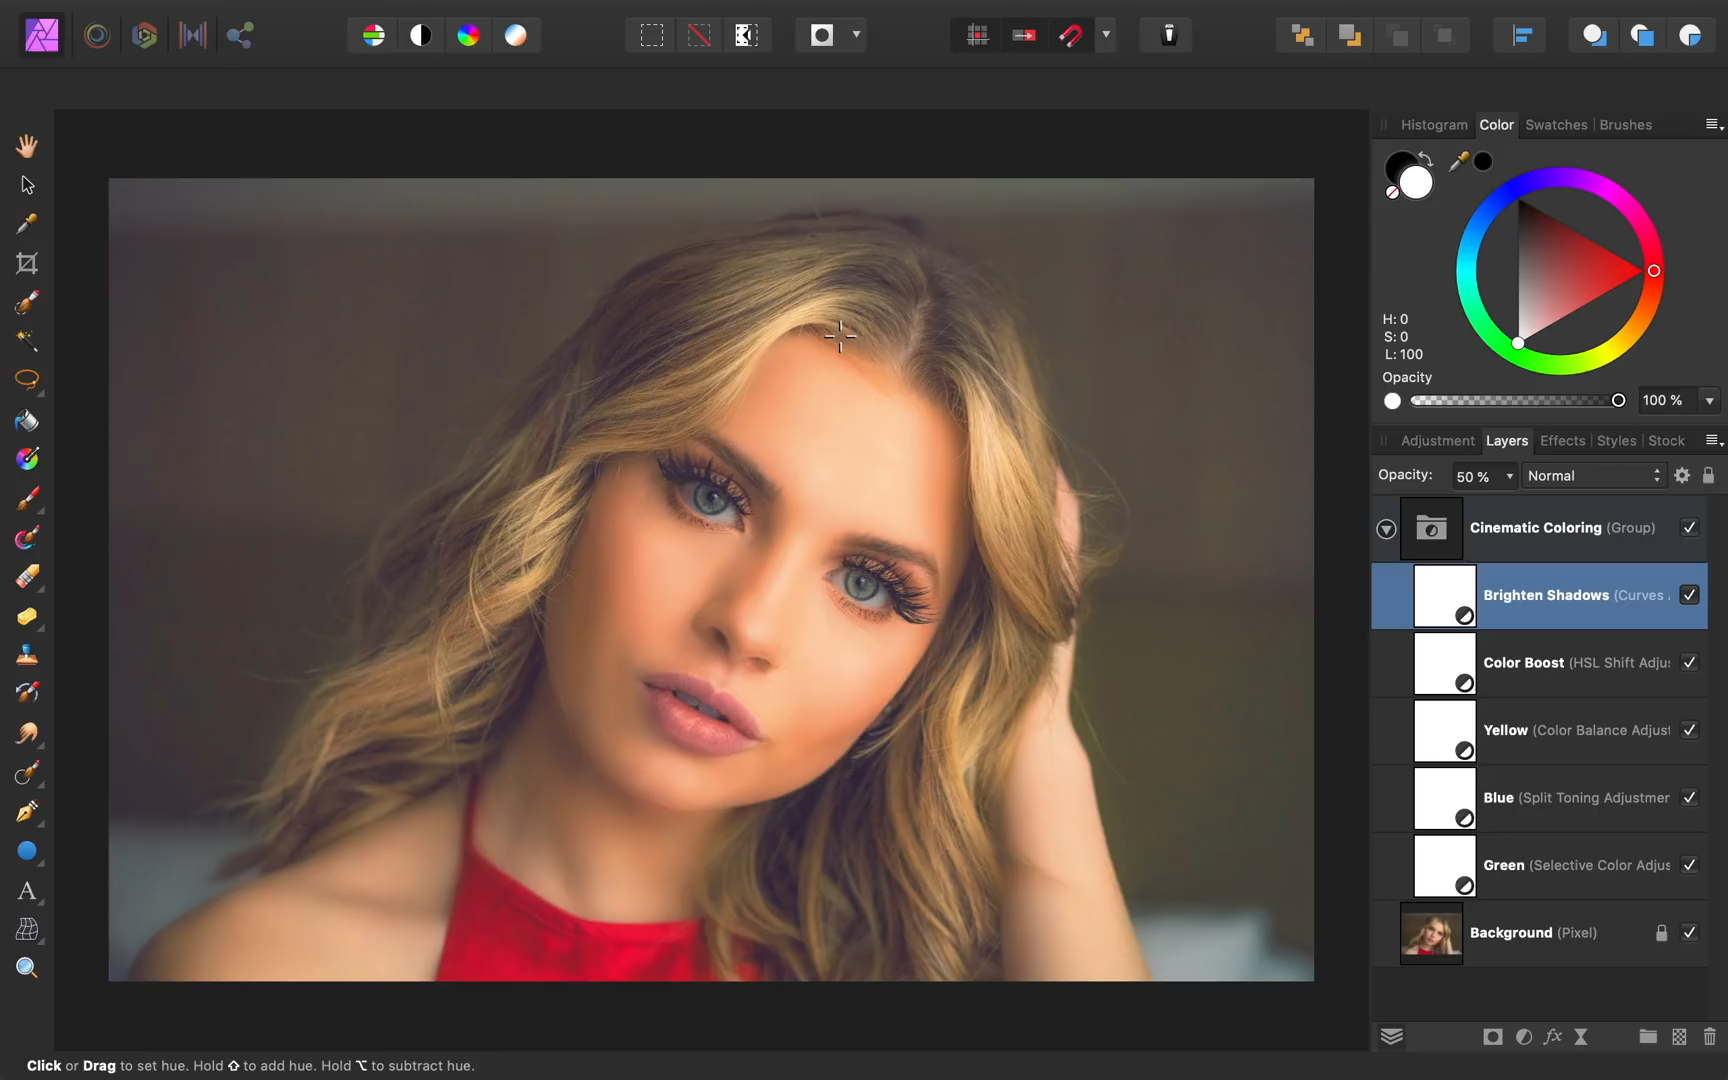 Histogram Color Swatches Brushes
H: 0
S: 0
L: 100
Opacity
100 %
Adjustment Layers Effects Styles Stock
Opacity: 50 % Normal
Cinematic Coloring (Group)
Brighten Shadows (Curves
Color Boost (HSL Shift Adju
Yellow (Color Balance Adjust
Blue (Split Toning Adjustmer
Green (Selective Color Adjus
Background (Pixel)
A
fx
Click or Drag to set hue. Hold ⇧ to add hue. Hold ⌥ to subtract hue.